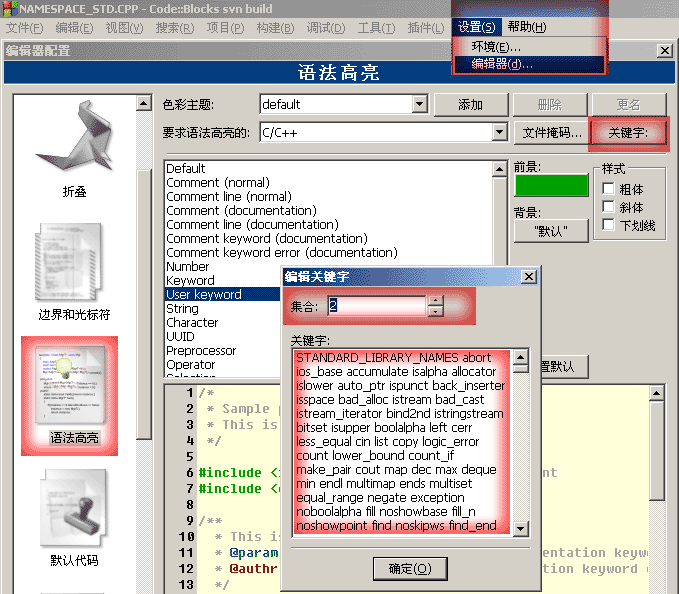 NAMESPACE_STD.CPP - Code::Blocks svn build
文件(F) 编辑(E) 视图(V) 搜索(R) 项目(P) 构建(B) 调试(D) 工具(T) 插件(L) 设置(S) 帮助(H)
环境(E)...
编辑器(d)...
编辑器配置
语法高亮
折叠
边界和光标符
语法高亮
默认代码
色彩主题:
default
添加
删除
更名
要求语法高亮的:
C/C++
文件掩码...
关键字:
Default
Comment (normal)
Comment line (normal)
Comment (documentation)
Comment line (documentation)
Comment keyword (documentation)
Comment keyword error (documentation)
Number
Keyword
User keyword
String
Character
UUID
Preprocessor
Operator
前景:
背景:
"默认"
样式
粗体
斜体
下划线
置默认
编辑关键字
集合: 2
关键字:
STANDARD_LIBRARY_NAMES abort
ios_base accumulate isalpha allocator
islower auto_ptr ispunct back_inserter
isspace bad_alloc istream bad_cast
istream_iterator bind2nd istringstream
bitset isupper boolalpha left cerr
less_equal cin list copy logic_error
count lower_bound count_if
make_pair cout map dec max deque
min endl multimap ends multiset
equal_range negate exception
noboolalpha fill noshowbase fill_n
noshowpoint find noskipws find_end
确定(O)
1 /*
2 * Sample
3 * This is
4 */
5
6 #include <
7 #include <
8
9 /**
10 * This is
11 * @param
12 * @authr
13 */